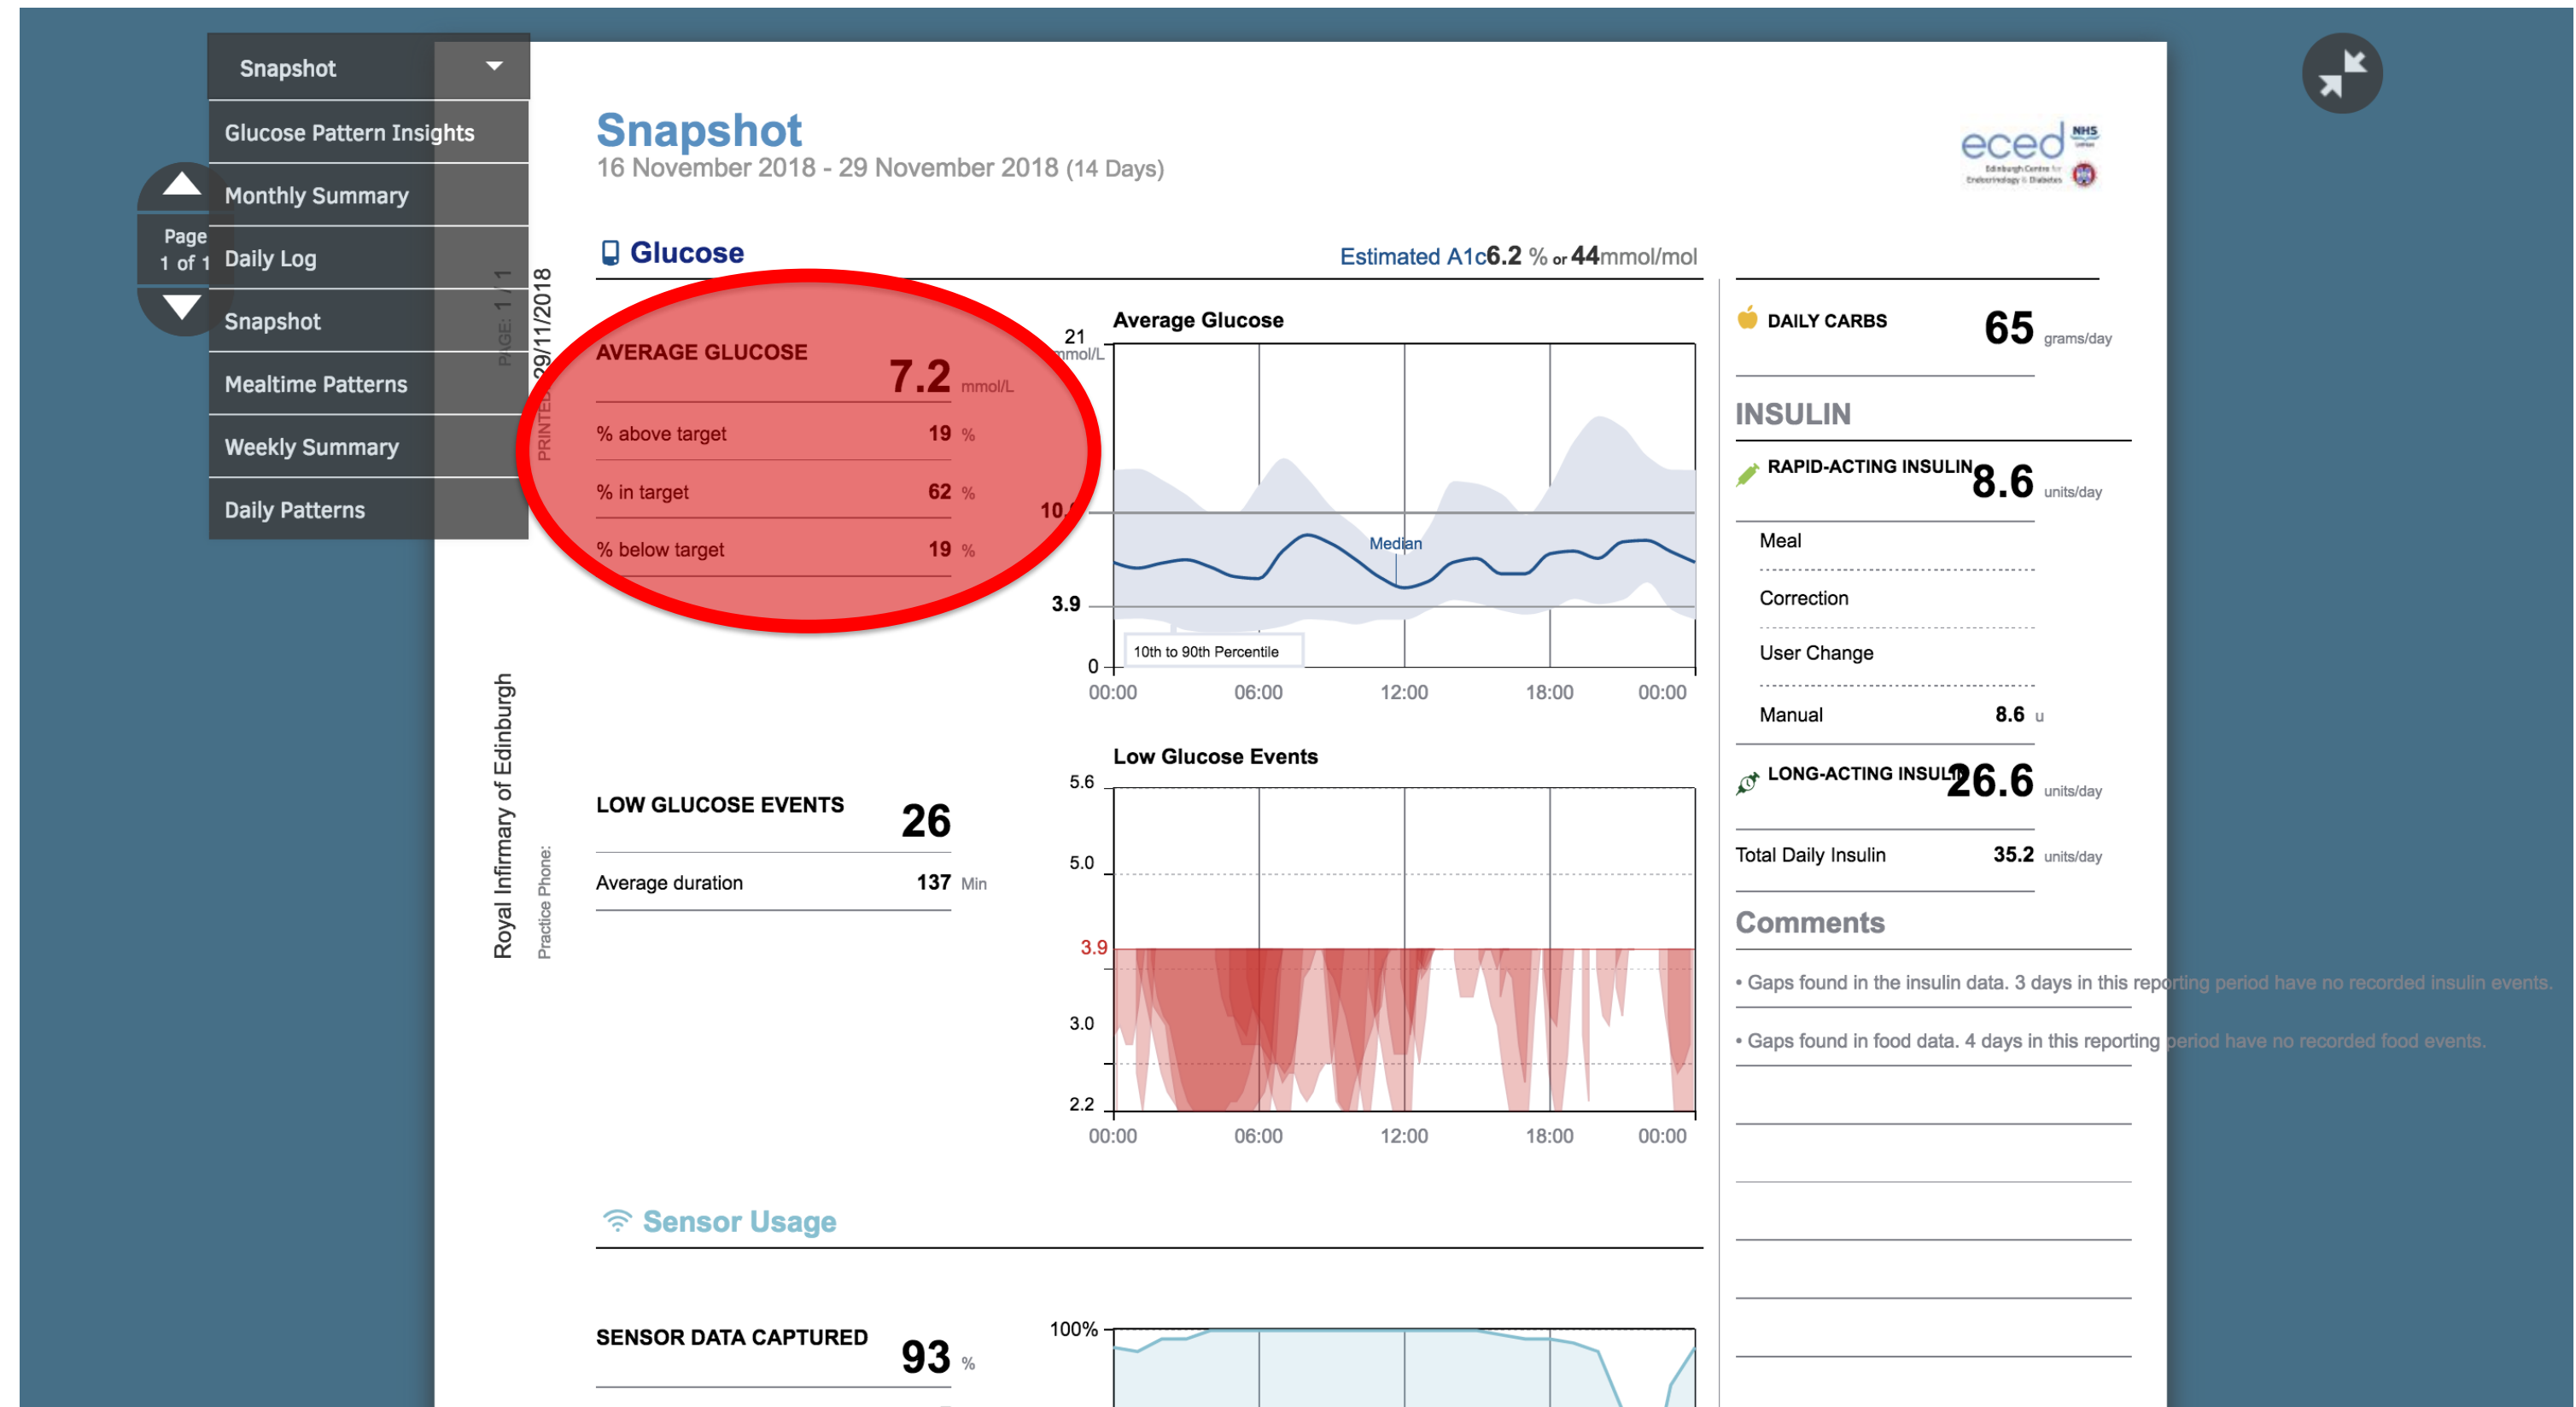 Snapshot
Glucose Pattern Insights
Monthly Summary
Daily Log
Snapshot
Mealtime Patterns
Weekly Summary
Daily Patterns
Page
1 of 1
PAGE: 1 / 1
PRINTED: 29/11/2018
Royal Infirmary of Edinburgh
Practice Phone:
Snapshot
16 November 2018 - 29 November 2018 (14 Days)
eced NHS
Edinburgh Centre for
Endocrinology & Diabetes
Glucose
Estimated A1c6.2 % or 44mmol/mol
AVERAGE GLUCOSE 7.2 mmol/L
% above target 19 %
% in target 62 %
% below target 19 %
Average Glucose
21
mmol/L
10.
3.9
0
Median
10th to 90th Percentile
00:00 06:00 12:00 18:00 00:00
LOW GLUCOSE EVENTS 26
Average duration 137 Min
Low Glucose Events
5.6
5.0
3.9
3.0
2.2
00:00 06:00 12:00 18:00 00:00
Sensor Usage
SENSOR DATA CAPTURED 93 %
100%
DAILY CARBS 65 grams/day
INSULIN
RAPID-ACTING INSULIN 8.6 units/day
Meal
Correction
User Change
Manual 8.6 u
LONG-ACTING INSULIN 26.6 units/day
Total Daily Insulin 35.2 units/day
Comments
• Gaps found in the insulin data. 3 days in this reporting period have no recorded insulin events.
• Gaps found in food data. 4 days in this reporting period have no recorded food events.